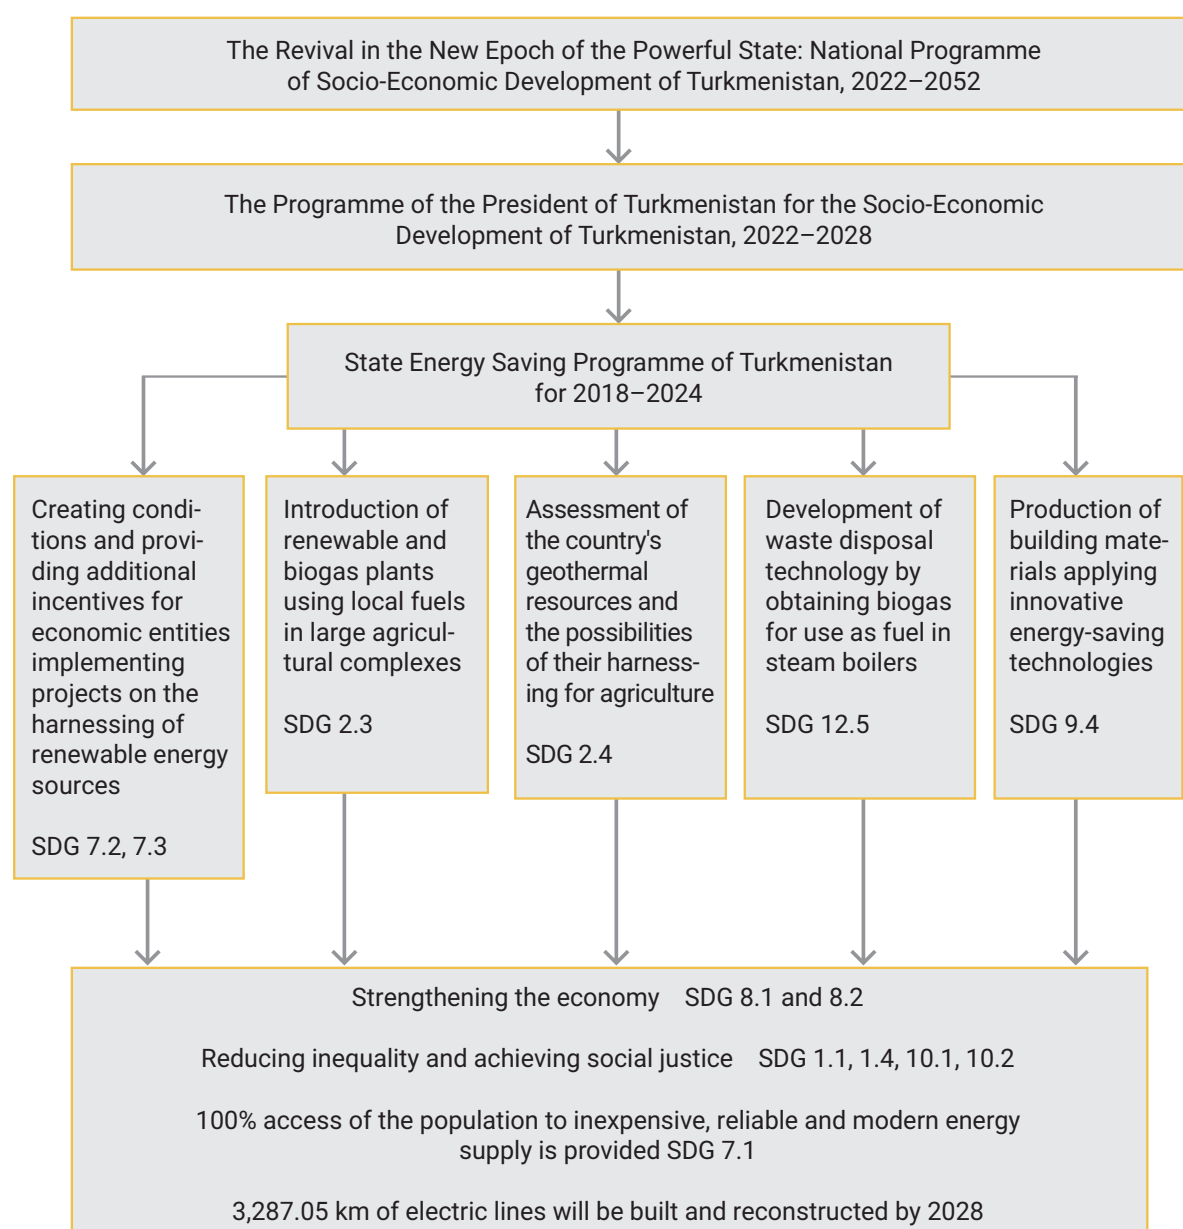 The Revival in the New Epoch of the Powerful State: National Programme
of Socio-Economic Development of Turkmenistan, 2022–2052
The Programme of the President of Turkmenistan for the Socio-Economic
Development of Turkmenistan, 2022–2028
State Energy Saving Programme of Turkmenistan
for 2018–2024
Creating condi-
tions and provi-
ding additional
incentives for
economic entities
implementing
projects on the
harnessing of
renewable energy
sources
SDG 7.2, 7.3
Introduction of
renewable and
biogas plants
using local fuels
in large agricul-
tural complexes
SDG 2.3
Assessment of
the country's
geothermal
resources and
the possibilities
of their harness-
ing for agriculture
SDG 2.4
Development of
waste disposal
technology by
obtaining biogas
for use as fuel in
steam boilers
SDG 12.5
Production of
building mate-
rials applying
innovative
energy-saving
technologies
SDG 9.4
Strengthening the economy SDG 8.1 and 8.2
Reducing inequality and achieving social justice SDG 1.1, 1.4, 10.1, 10.2
100% access of the population to inexpensive, reliable and modern energy
supply is provided SDG 7.1
3,287.05 km of electric lines will be built and reconstructed by 2028